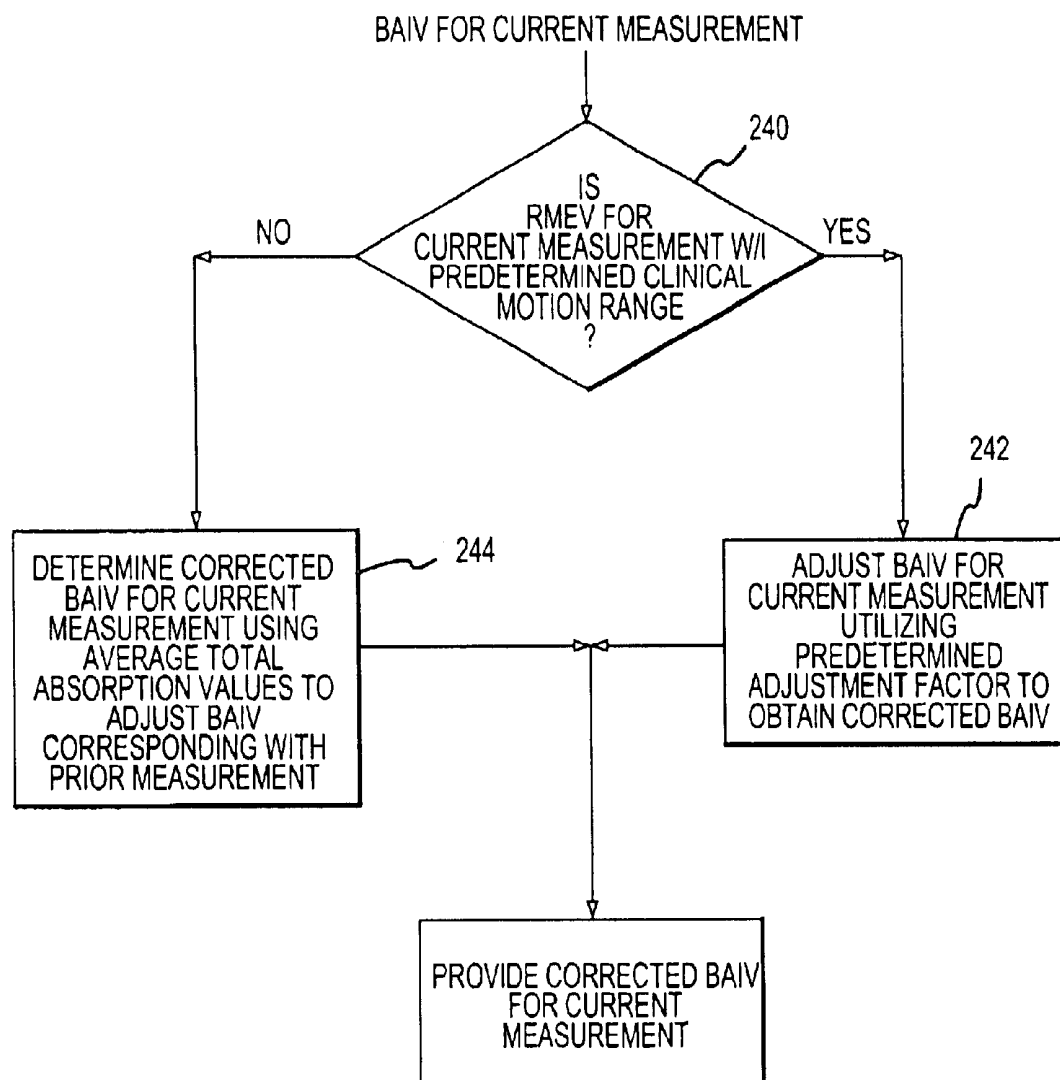 BAIV FOR CURRENT MEASUREMENT
240
IS
RMEV FOR
CURRENT MEASUREMENT W/I
PREDETERMINED CLINICAL
MOTION RANGE
?
NO
YES
242
244
DETERMINE CORRECTED
BAIV FOR CURRENT
MEASUREMENT USING
AVERAGE TOTAL
ABSORPTION VALUES TO
ADJUST BAIV
CORRESPONDING WITH
PRIOR MEASUREMENT
ADJUST BAIV FOR
CURRENT MEASUREMENT
UTILIZING
PREDETERMINED
ADJUSTMENT FACTOR TO
OBTAIN CORRECTED BAIV
PROVIDE CORRECTED BAIV
FOR CURRENT
MEASUREMENT